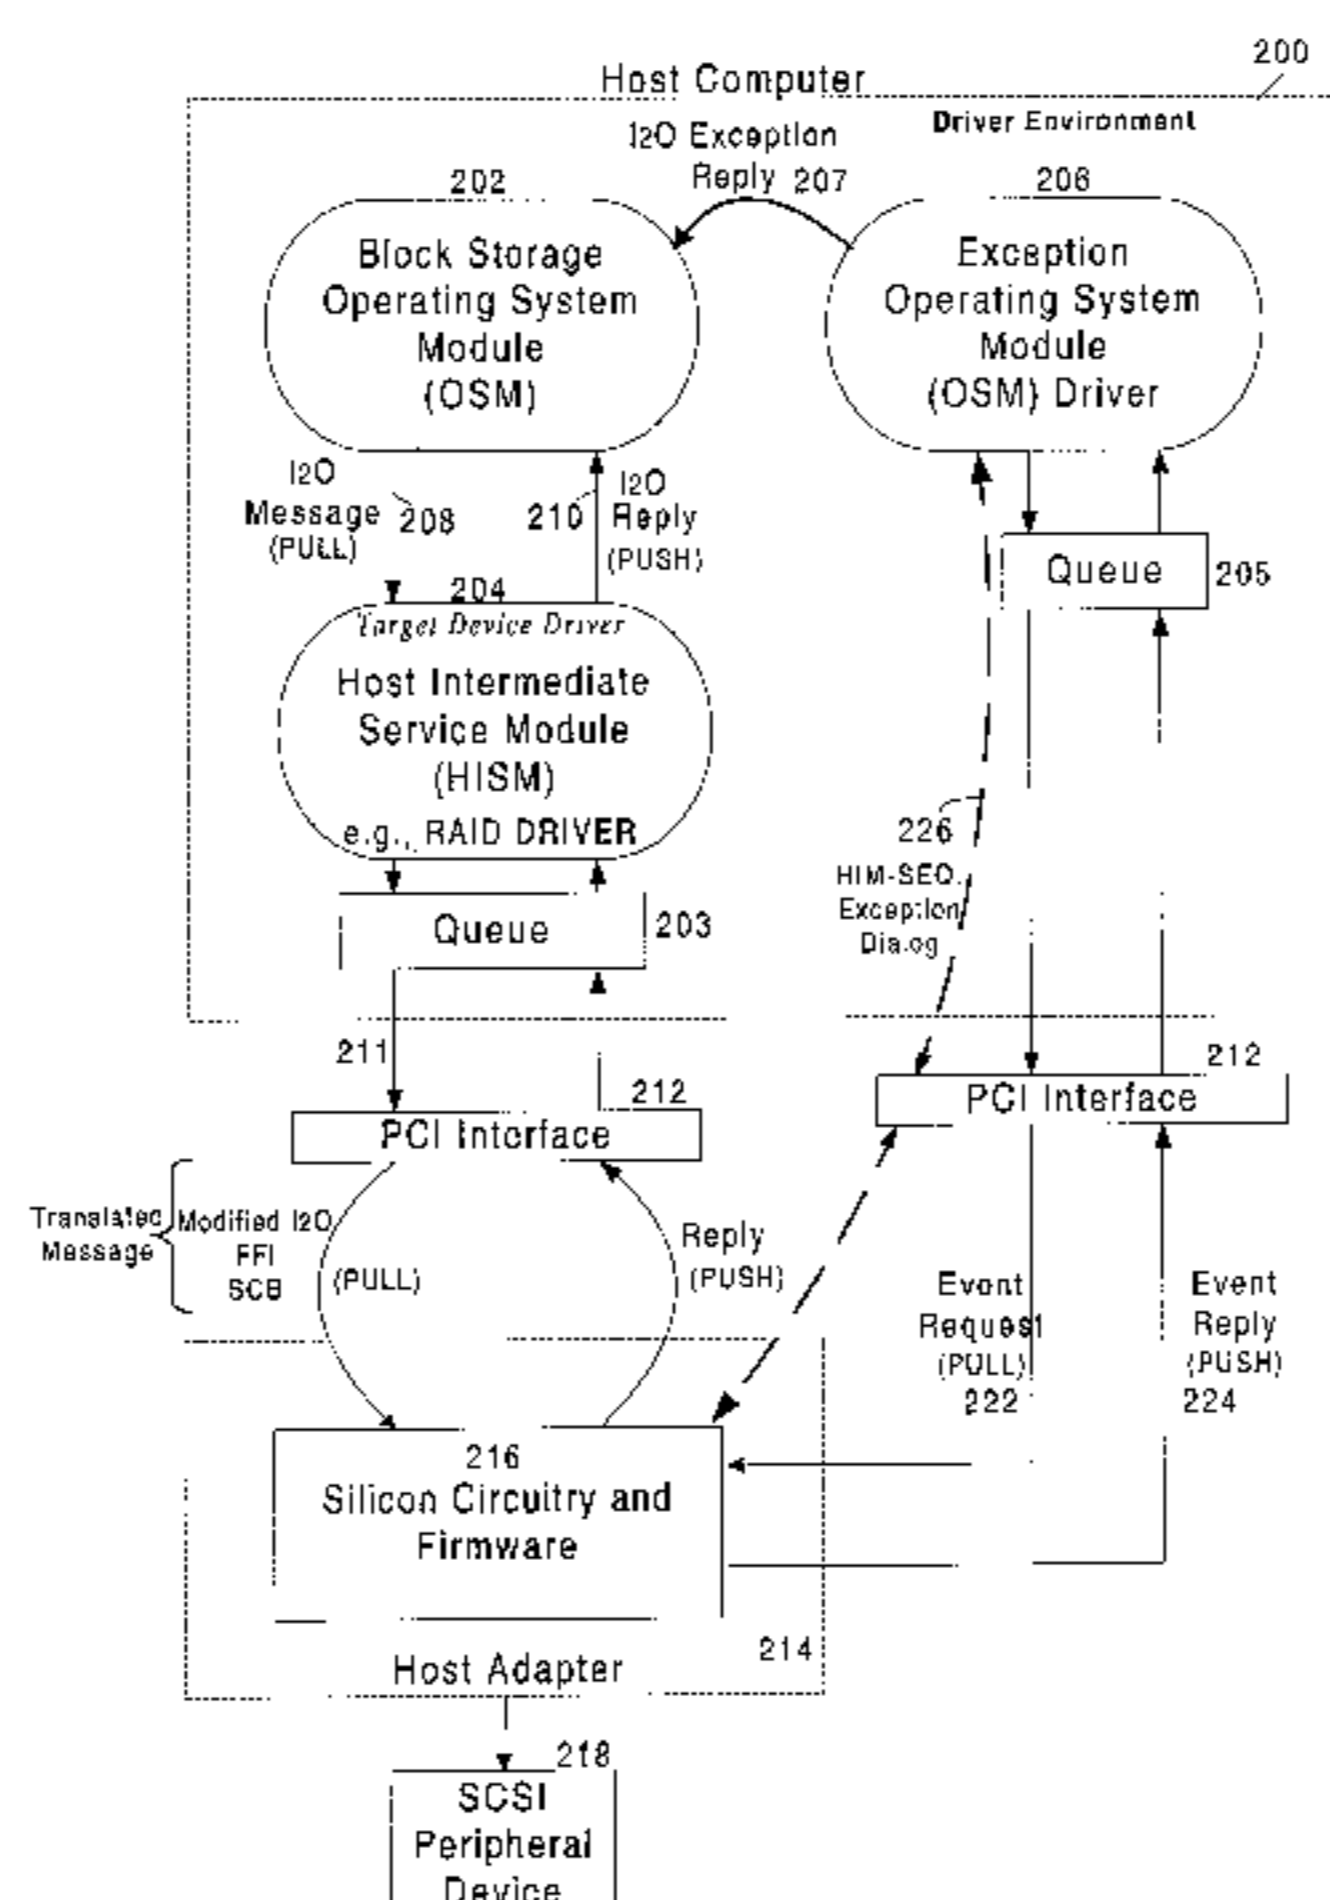 200
Host Computer
Driver Environment
I2O Exception
Reply 207
202
206
Block Storage
Operating System
Module
(OSM)
Exception
Operating System
Module
(OSM) Driver
I2O
Message
(PULL)
208
210
I2O
Reply
(PUSH)
Queue
205
204
Target Device Driver
Host Intermediate
Service Module
(HISM)
e.g., RAID DRIVER
226
HIM-SEQ.
Exception
Dialog
Queue
203
211
212
PCI Interface
212
PCI Interface
Translated
Message
Modified I2O
FFI
SCB
(PULL)
Reply
(PUSH)
Event
Request
(PULL)
222
Event
Reply
(PUSH)
224
216
Silicon Circuitry and
Firmware
214
Host Adapter
218
SCSI
Peripheral
Device